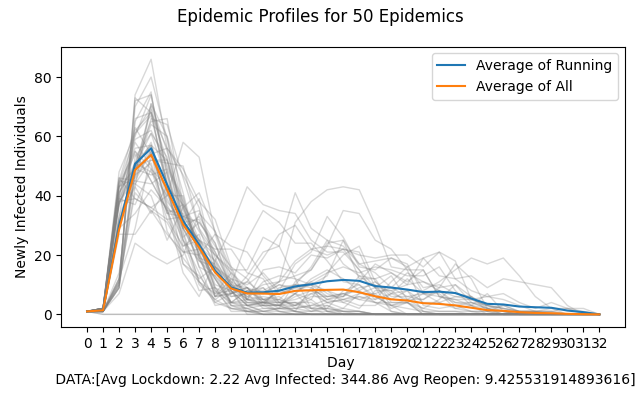 Epidemic Profiles for 50 Epidemics
Newly Infected Individuals
80
60
40
20
0
Average of Running
Average of All
0 1 2 3 4 5 6 7 8 9 10 11 12 13 14 15 16 17 18 19 20 21 22 23 24 25 26 27 28 29 30 31 32
Day
DATA:[Avg Lockdown: 2.22 Avg Infected: 344.86 Avg Reopen: 9.425531914893616]